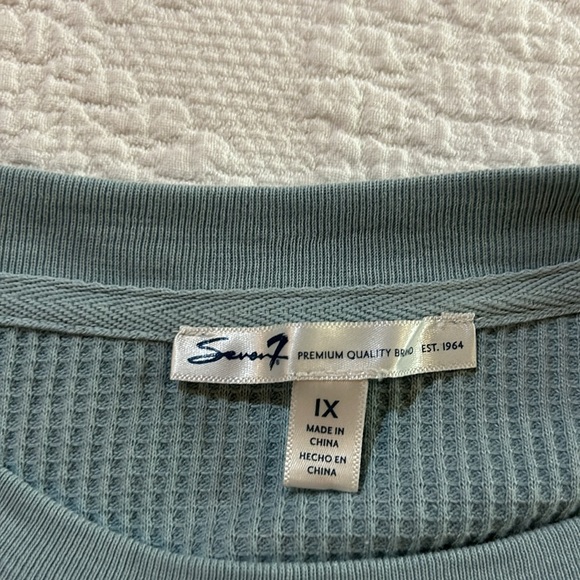 Seven7 PREMIUM QUALITY BRAND EST. 1964
1X
MADE IN
CHINA
HECHO EN
CHINA